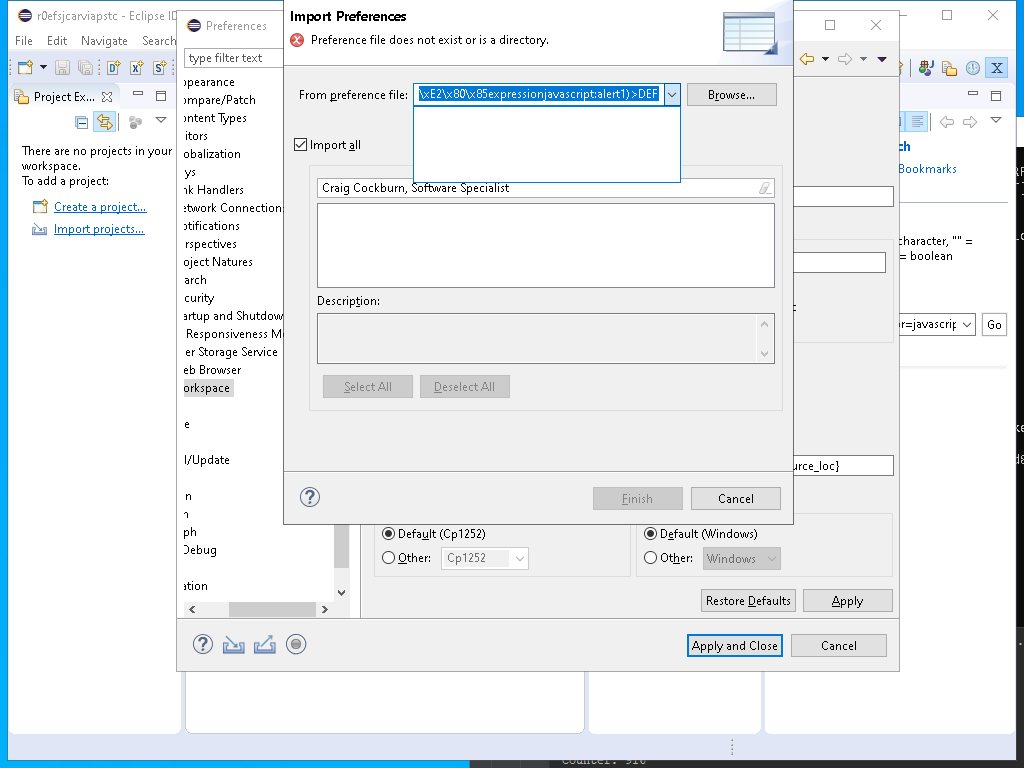 r0efsjcarviapstc - Eclipse ID
File Edit Navigate Search
Project Ex...
There are no projects in your
workspace.
To add a project:
Create a project...
Import projects...
Preferences
type filter text
pearance
ompare/Patch
ontent Types
itors
obalization
ys
nk Handlers
etwork Connection
otifications
rspectives
oject Natures
arch
curity
artup and Shutdow
Responsiveness M
er Storage Service
eb Browser
orkspace
e
l/Update
n
n
ph
Debug
ation
Import Preferences
Preference file does not exist or is a directory.
From preference file:
\xE2\x80\x85expressionjavascript:alert1)>DEF
Browse...
Import all
Craig Cockburn, Software Specialist
Description:
Select All
Deselect All
Finish
Cancel
ch
Bookmarks
character, "" =
= boolean
or=javascrip
Go
urce_loc}
Default (Cp1252)
Other:
Cp1252
Default (Windows)
Other:
Windows
Restore Defaults
Apply
Apply and Close
Cancel
Counter: 916